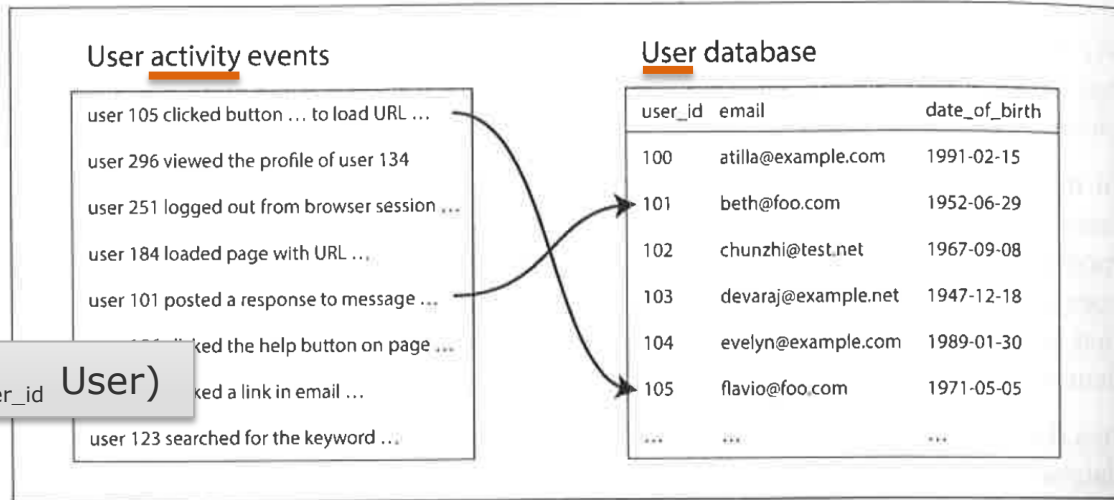 User activity events
user 105 clicked button ... to load URL ...
user 296 viewed the profile of user 134
user 251 logged out from browser session ...
user 184 loaded page with URL ...
user 101 posted a response to message ...
ked the help button on page ...
ked a link in email ...
user 123 searched for the keyword ...
er_id User)
User database
user_id email date_of_birth
100 atilla@example.com 1991-02-15
101 beth@foo.com 1952-06-29
102 chunzhi@test.net 1967-09-08
103 devaraj@example.net 1947-12-18
104 evelyn@example.com 1989-01-30
105 flavio@foo.com 1971-05-05
... ... ...